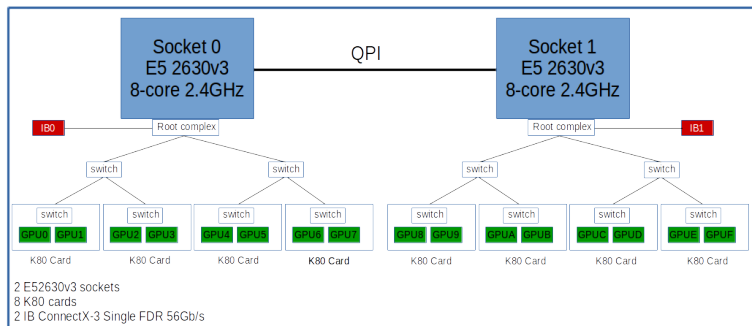 Socket 0
E5 2630v3
8-core 2.4GHz
QPI
Socket 1
E5 2630v3
8-core 2.4GHz
IB0
Root complex
Root complex
IB1
switch
switch
switch
switch
switch
switch
switch
switch
switch
switch
switch
switch
GPU0 GPU1
GPU2 GPU3
GPU4 GPU5
GPU6 GPU7
GPU8 GPU9
GPUA GPUB
GPUC GPUD
GPUE GPUF
K80 Card
K80 Card
K80 Card
K80 Card
K80 Card
K80 Card
K80 Card
K80 Card
2 E52630v3 sockets
8 K80 cards
2 IB ConnectX-3 Single FDR 56Gb/s